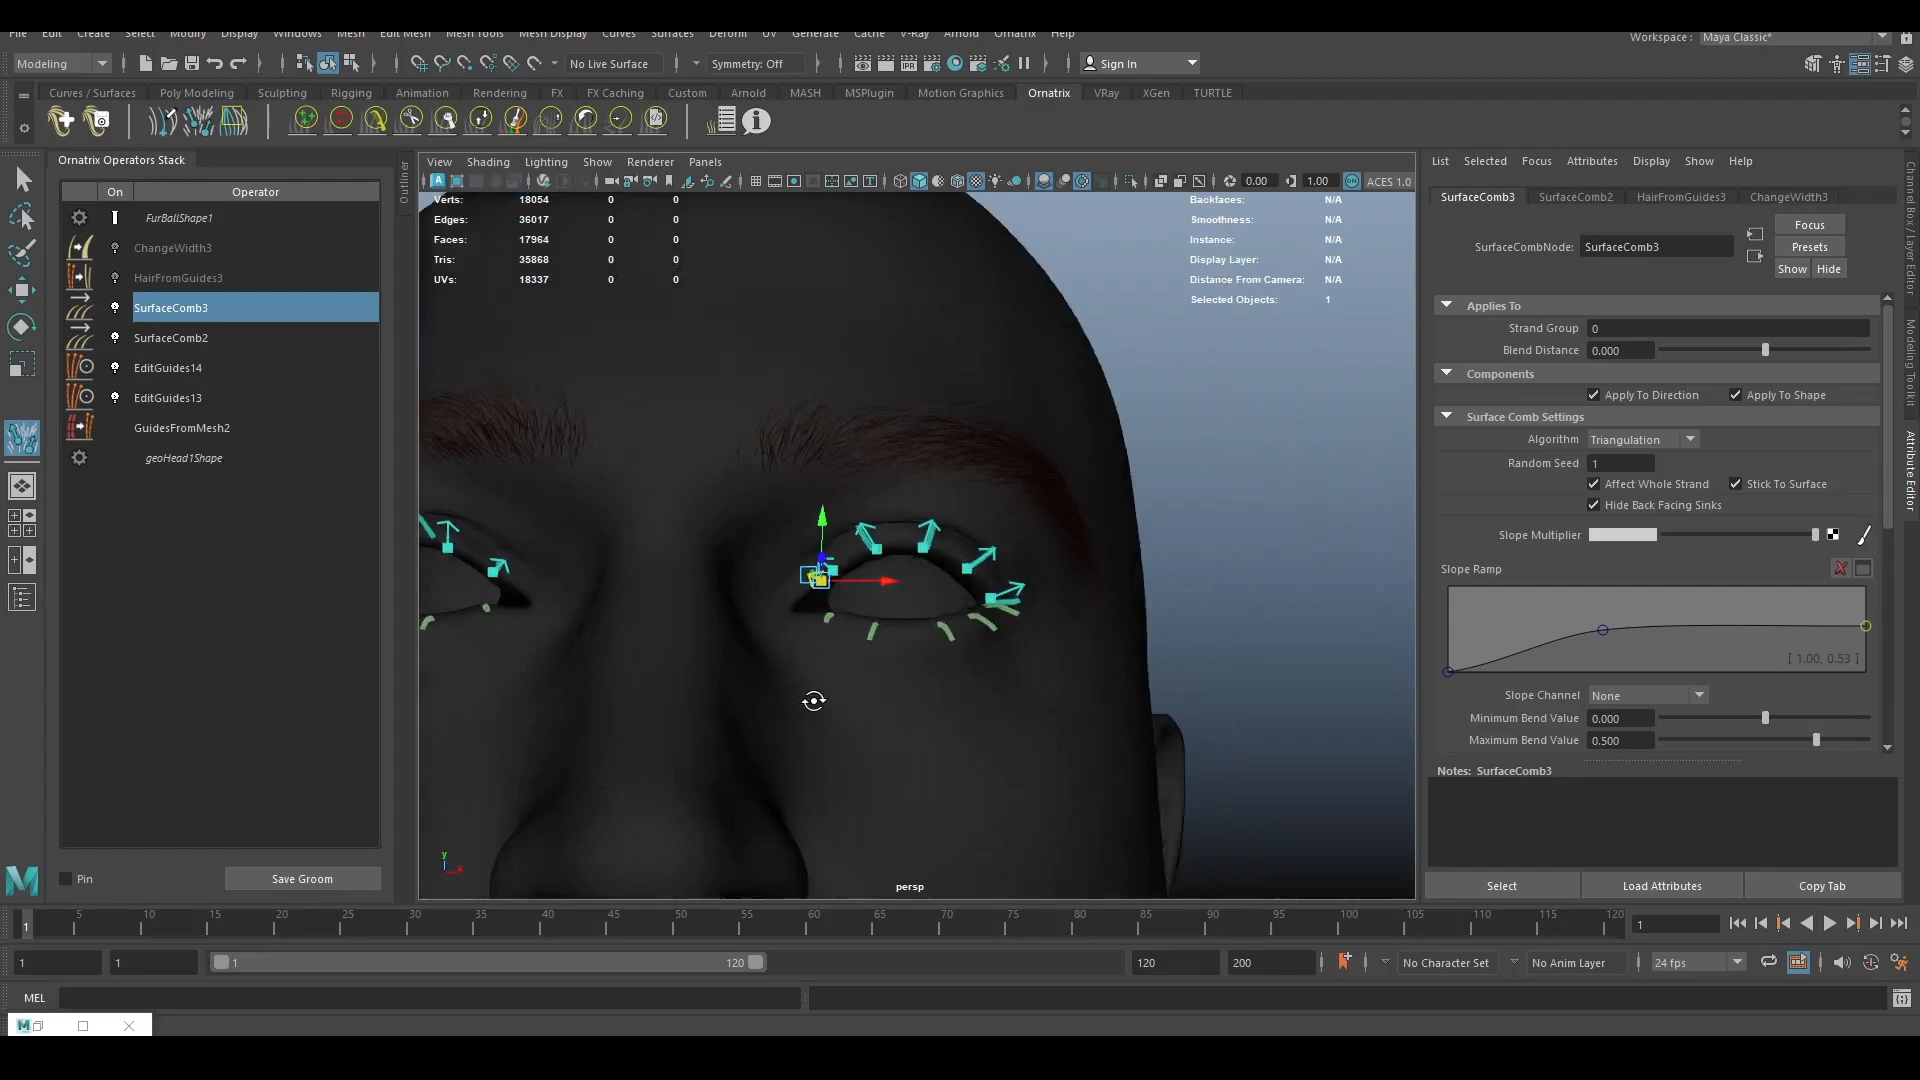 File Edit Create Select Modify Display Windows Mesh Edit Mesh Mesh Tools Mesh Display Curves Surfaces Deform UV Generate Cache V-Ray Arnold Ornatrix Help
Workspace : Maya Classic*
Modeling
No Live Surface
Symmetry: Off
Sign In
Curves / Surfaces Poly Modeling Sculpting Rigging Animation Rendering FX FX Caching Custom Arnold MASH MSPlugin Motion Graphics Ornatrix VRay XGen TURTLE
Ornatrix Operators Stack
On Operator
FurBallShape1
ChangeWidth3
HairFromGuides3
SurfaceComb3
SurfaceComb2
EditGuides14
EditGuides13
GuidesFromMesh2
geoHead1Shape
Pin
Save Groom
Outliner
View Shading Lighting Show Renderer Panels
0.00 1.00 ACES 1.0
Verts: 18054 0 0
Edges: 36017 0 0
Faces: 17964 0 0
Tris: 35868 0 0
UVs: 18337 0 0
Backfaces: N/A
Smoothness: N/A
Instance: N/A
Display Layer: N/A
Distance From Camera: N/A
Selected Objects: 1
y
persp
List Selected Focus Attributes Display Show Help
SurfaceComb3 SurfaceComb2 HairFromGuides3 ChangeWidth3
SurfaceCombNode: SurfaceComb3
Focus
Presets
Show Hide
Applies To
Strand Group 0
Blend Distance 0.000
Components
Apply To Direction Apply To Shape
Surface Comb Settings
Algorithm Triangulation
Random Seed 1
Affect Whole Strand Stick To Surface
Hide Back Facing Sinks
Slope Multiplier
Slope Ramp
[ 1.00, 0.53 ]
Slope Channel None
Minimum Bend Value 0.000
Maximum Bend Value 0.500
Notes: SurfaceComb3
Select Load Attributes Copy Tab
Channel Box / Layer Editor
Modeling Toolkit
Attribute Editor
1 5 10 15 20 25 30 35 40 45 50 55 60 65 70 75 80 85 90 95 100 105 110 115 120
1
1 1 1 120 120 200
No Character Set
No Anim Layer
24 fps
MEL